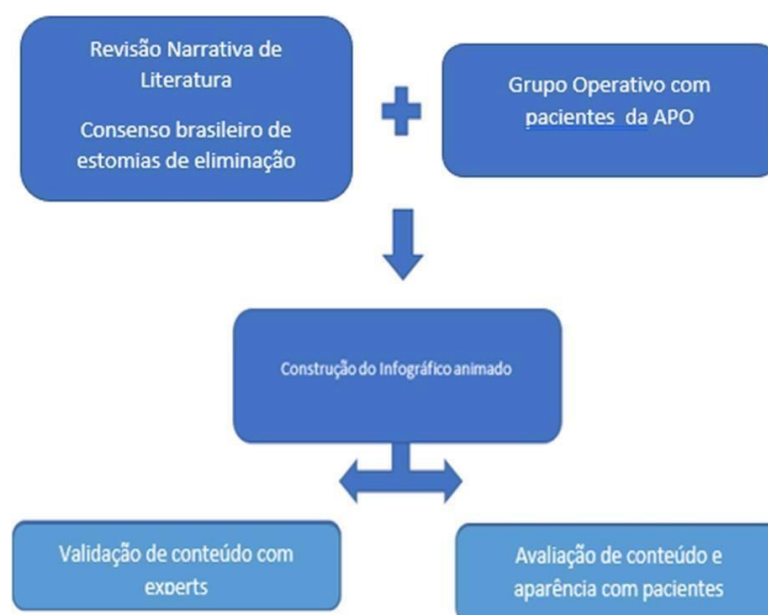 Revisão Narrativa de
Literatura
Consenso brasileiro de
estomias de eliminação
Grupo Operativo com
pacientes da APO
Construção do Infográfico animado
Validação de conteúdo com
experts
Avaliação de conteúdo e
aparência com pacientes